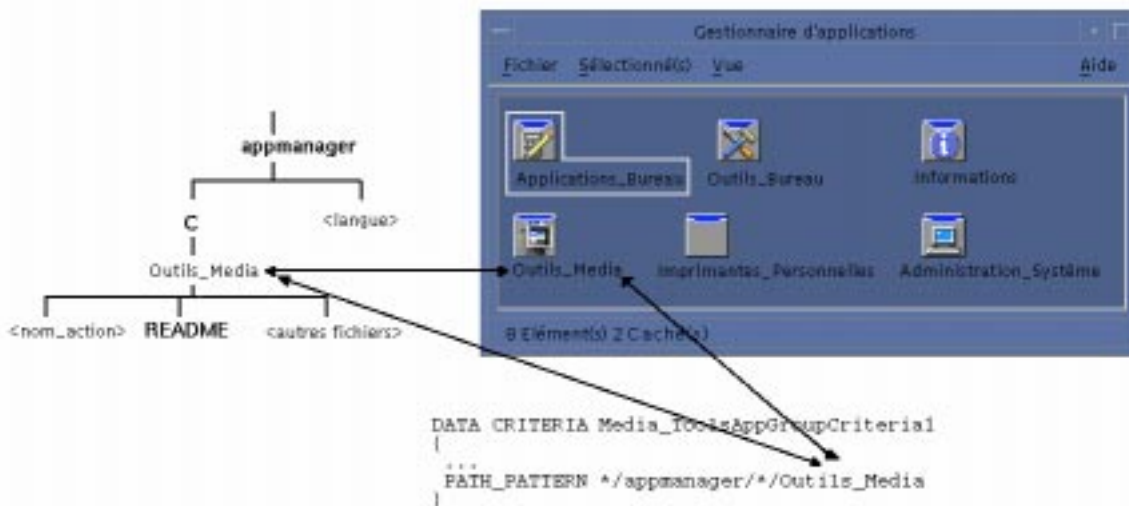 Gestionnaire d'applications
Fichier Sélectionné(s) Vue Aide
Applications_Bureau Outils_Bureau Informations
Outils_Media Imprimantes_Personnelles Administration_Système
8 Elément(s) 2 Caché(s)
appmanager
C <langue>
Outils_Media
<nom_action> README <autres fichiers>
DATA CRITERIA Media_ToolsAppGroupCriteria1
{
...
PATH_PATTERN */appmanager/*/Outils_Media
}